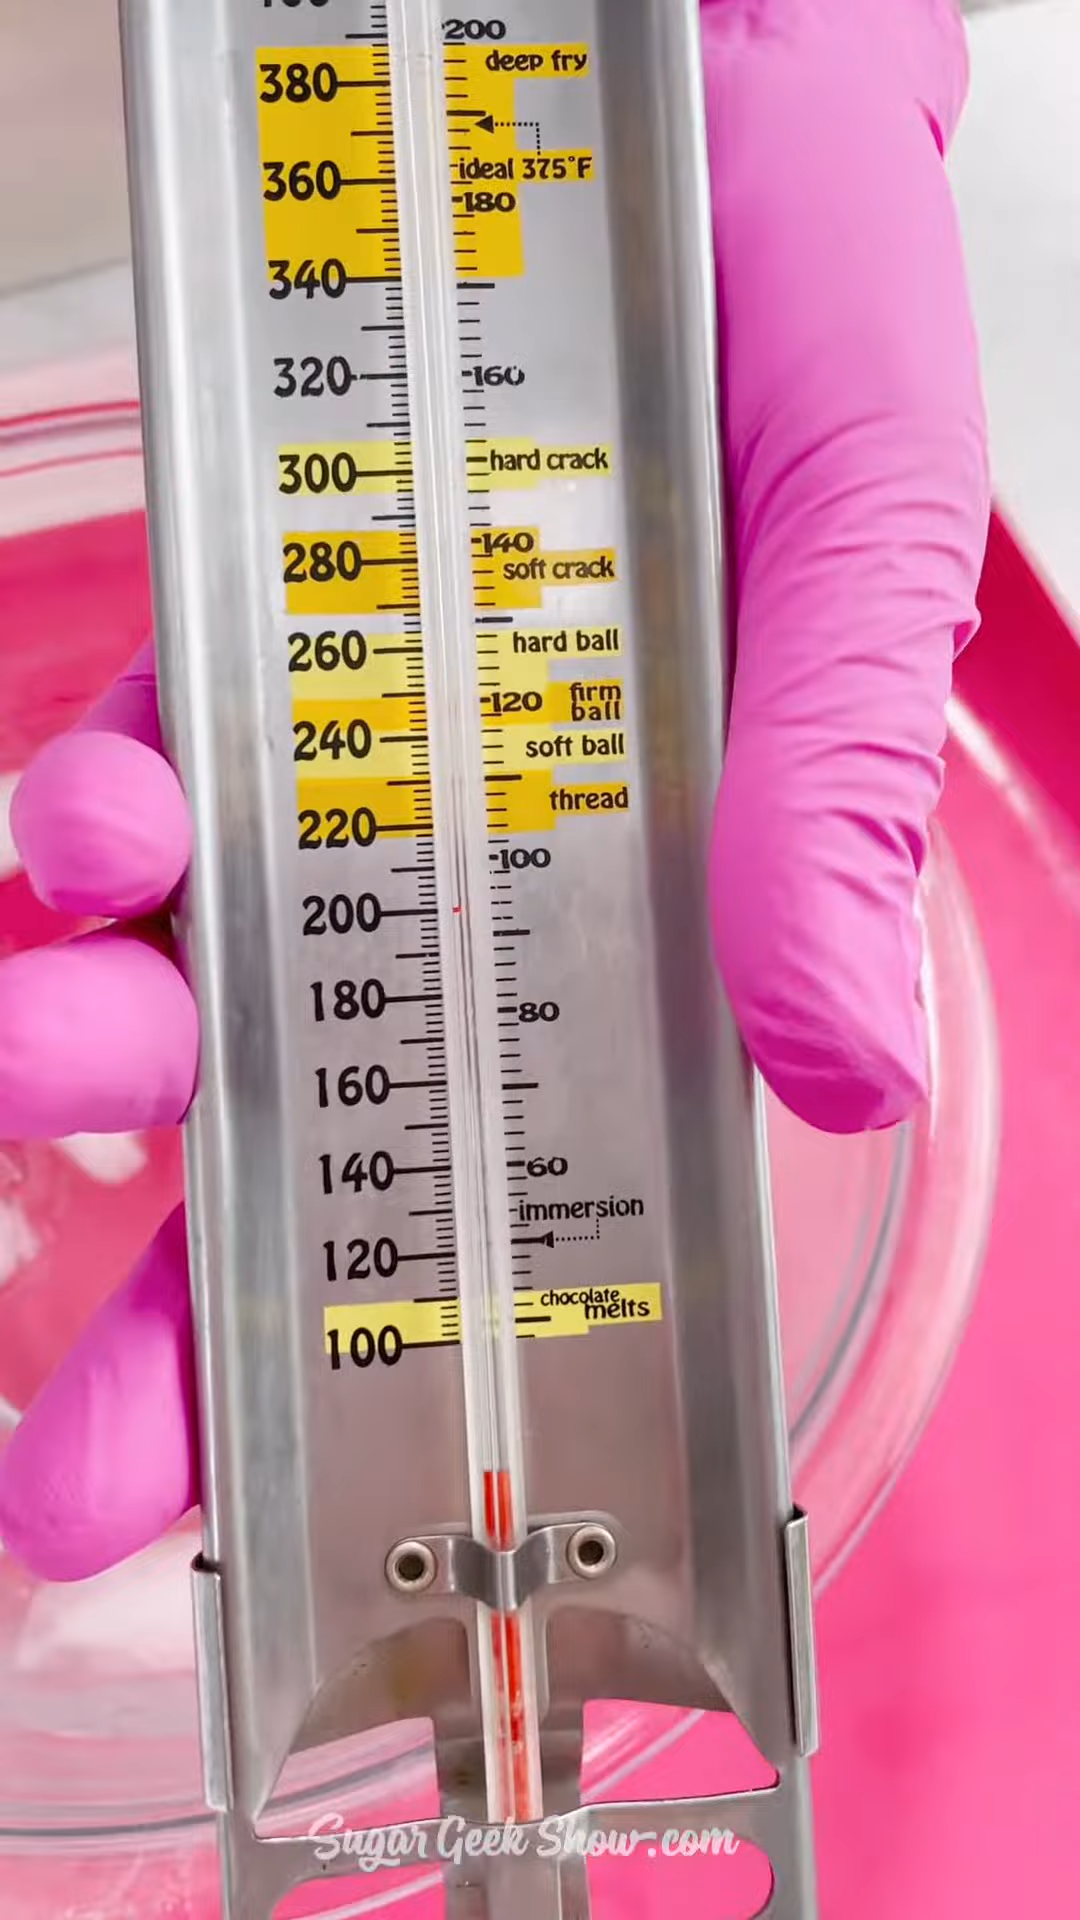 200
deep fry
380
360
ideal 375°F
180
340
320
160
300
hard crack
140
280
soft crack
260
hard ball
120
firm
ball
240
soft ball
thread
220
100
200
180
80
160
140
60
immersion
120
chocolate
melts
100
Sugar Geek Show.com